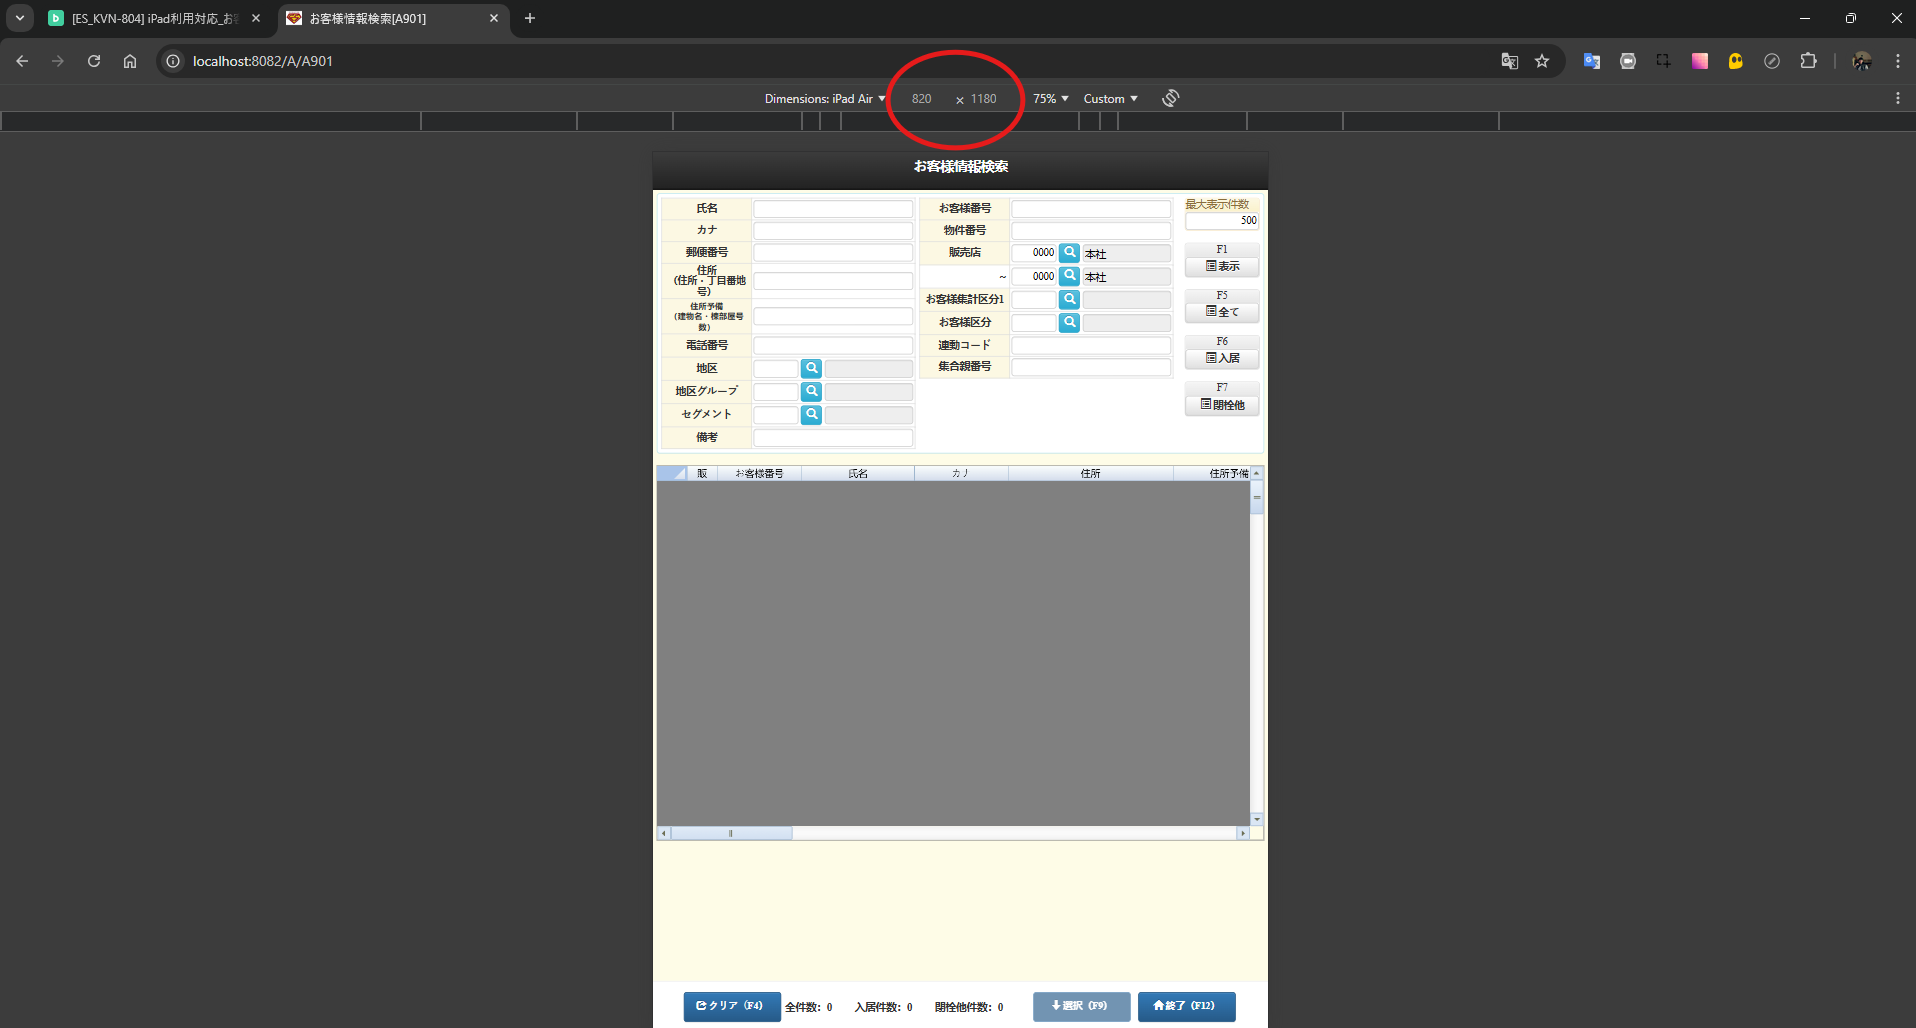 [ES_KVN-804] iPad利用対応_お
お客様情報検索[A901]
localhost:8082/A/A901
Dimensions: iPad Air 820 × 1180 75% Custom
お客様情報検索
氏名 お客様番号 最大表示件数
カナ 物件番号 500
郵便番号 販売店 0000 本社 F1
住所
(住所・丁目番地
号)
~ 0000 本社 表示
住所予備
(建物名・棟部屋号
数)
お客様集計区分1 F5
お客様区分 全て
電話番号 連動コード F6
地区 集合親番号 入居
地区グループ F7
セグメント 閉栓他
備考
販 お客様番号 氏名 カナ 住所 住所予備
クリア (F4) 全件数: 0 入居件数: 0 閉栓他件数: 0 選択 (F9) 終了 (F12)